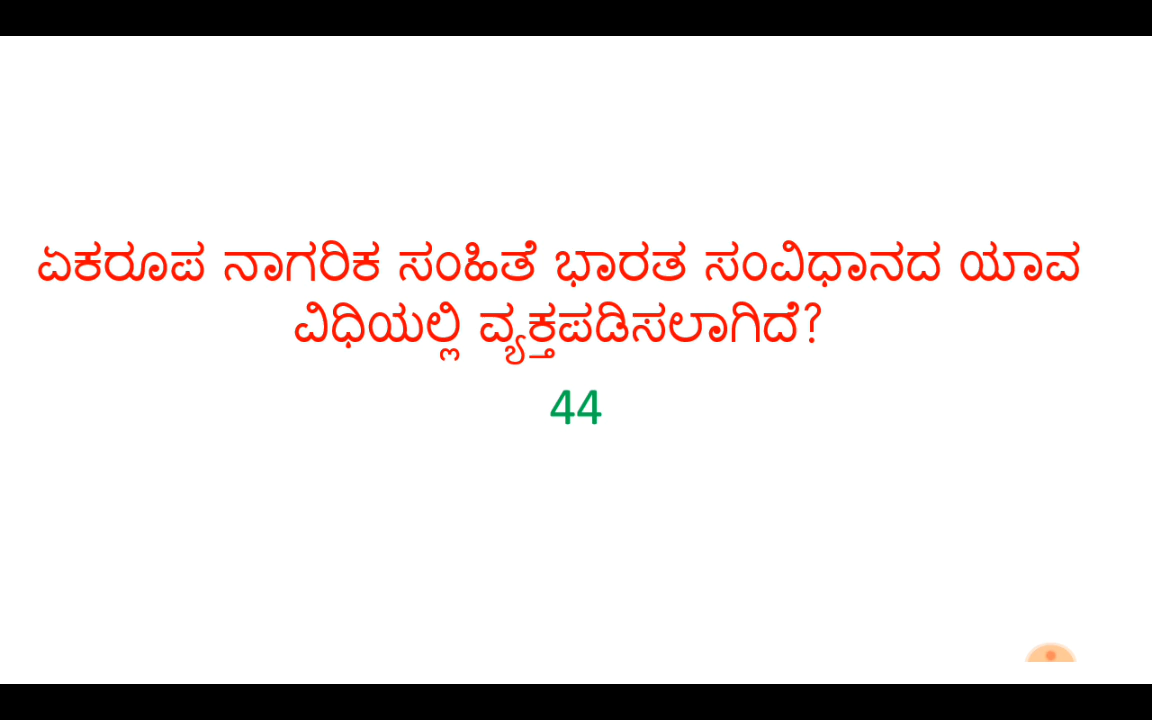 ಏಕರೂಪ ನಾಗರಿಕ ಸಂಹಿತೆ ಭಾರತ ಸಂವಿಧಾನದ ಯಾವ
ವಿಧಿಯಲ್ಲಿ ವ್ಯಕ್ತಪಡಿಸಲಾಗಿದೆ?
44